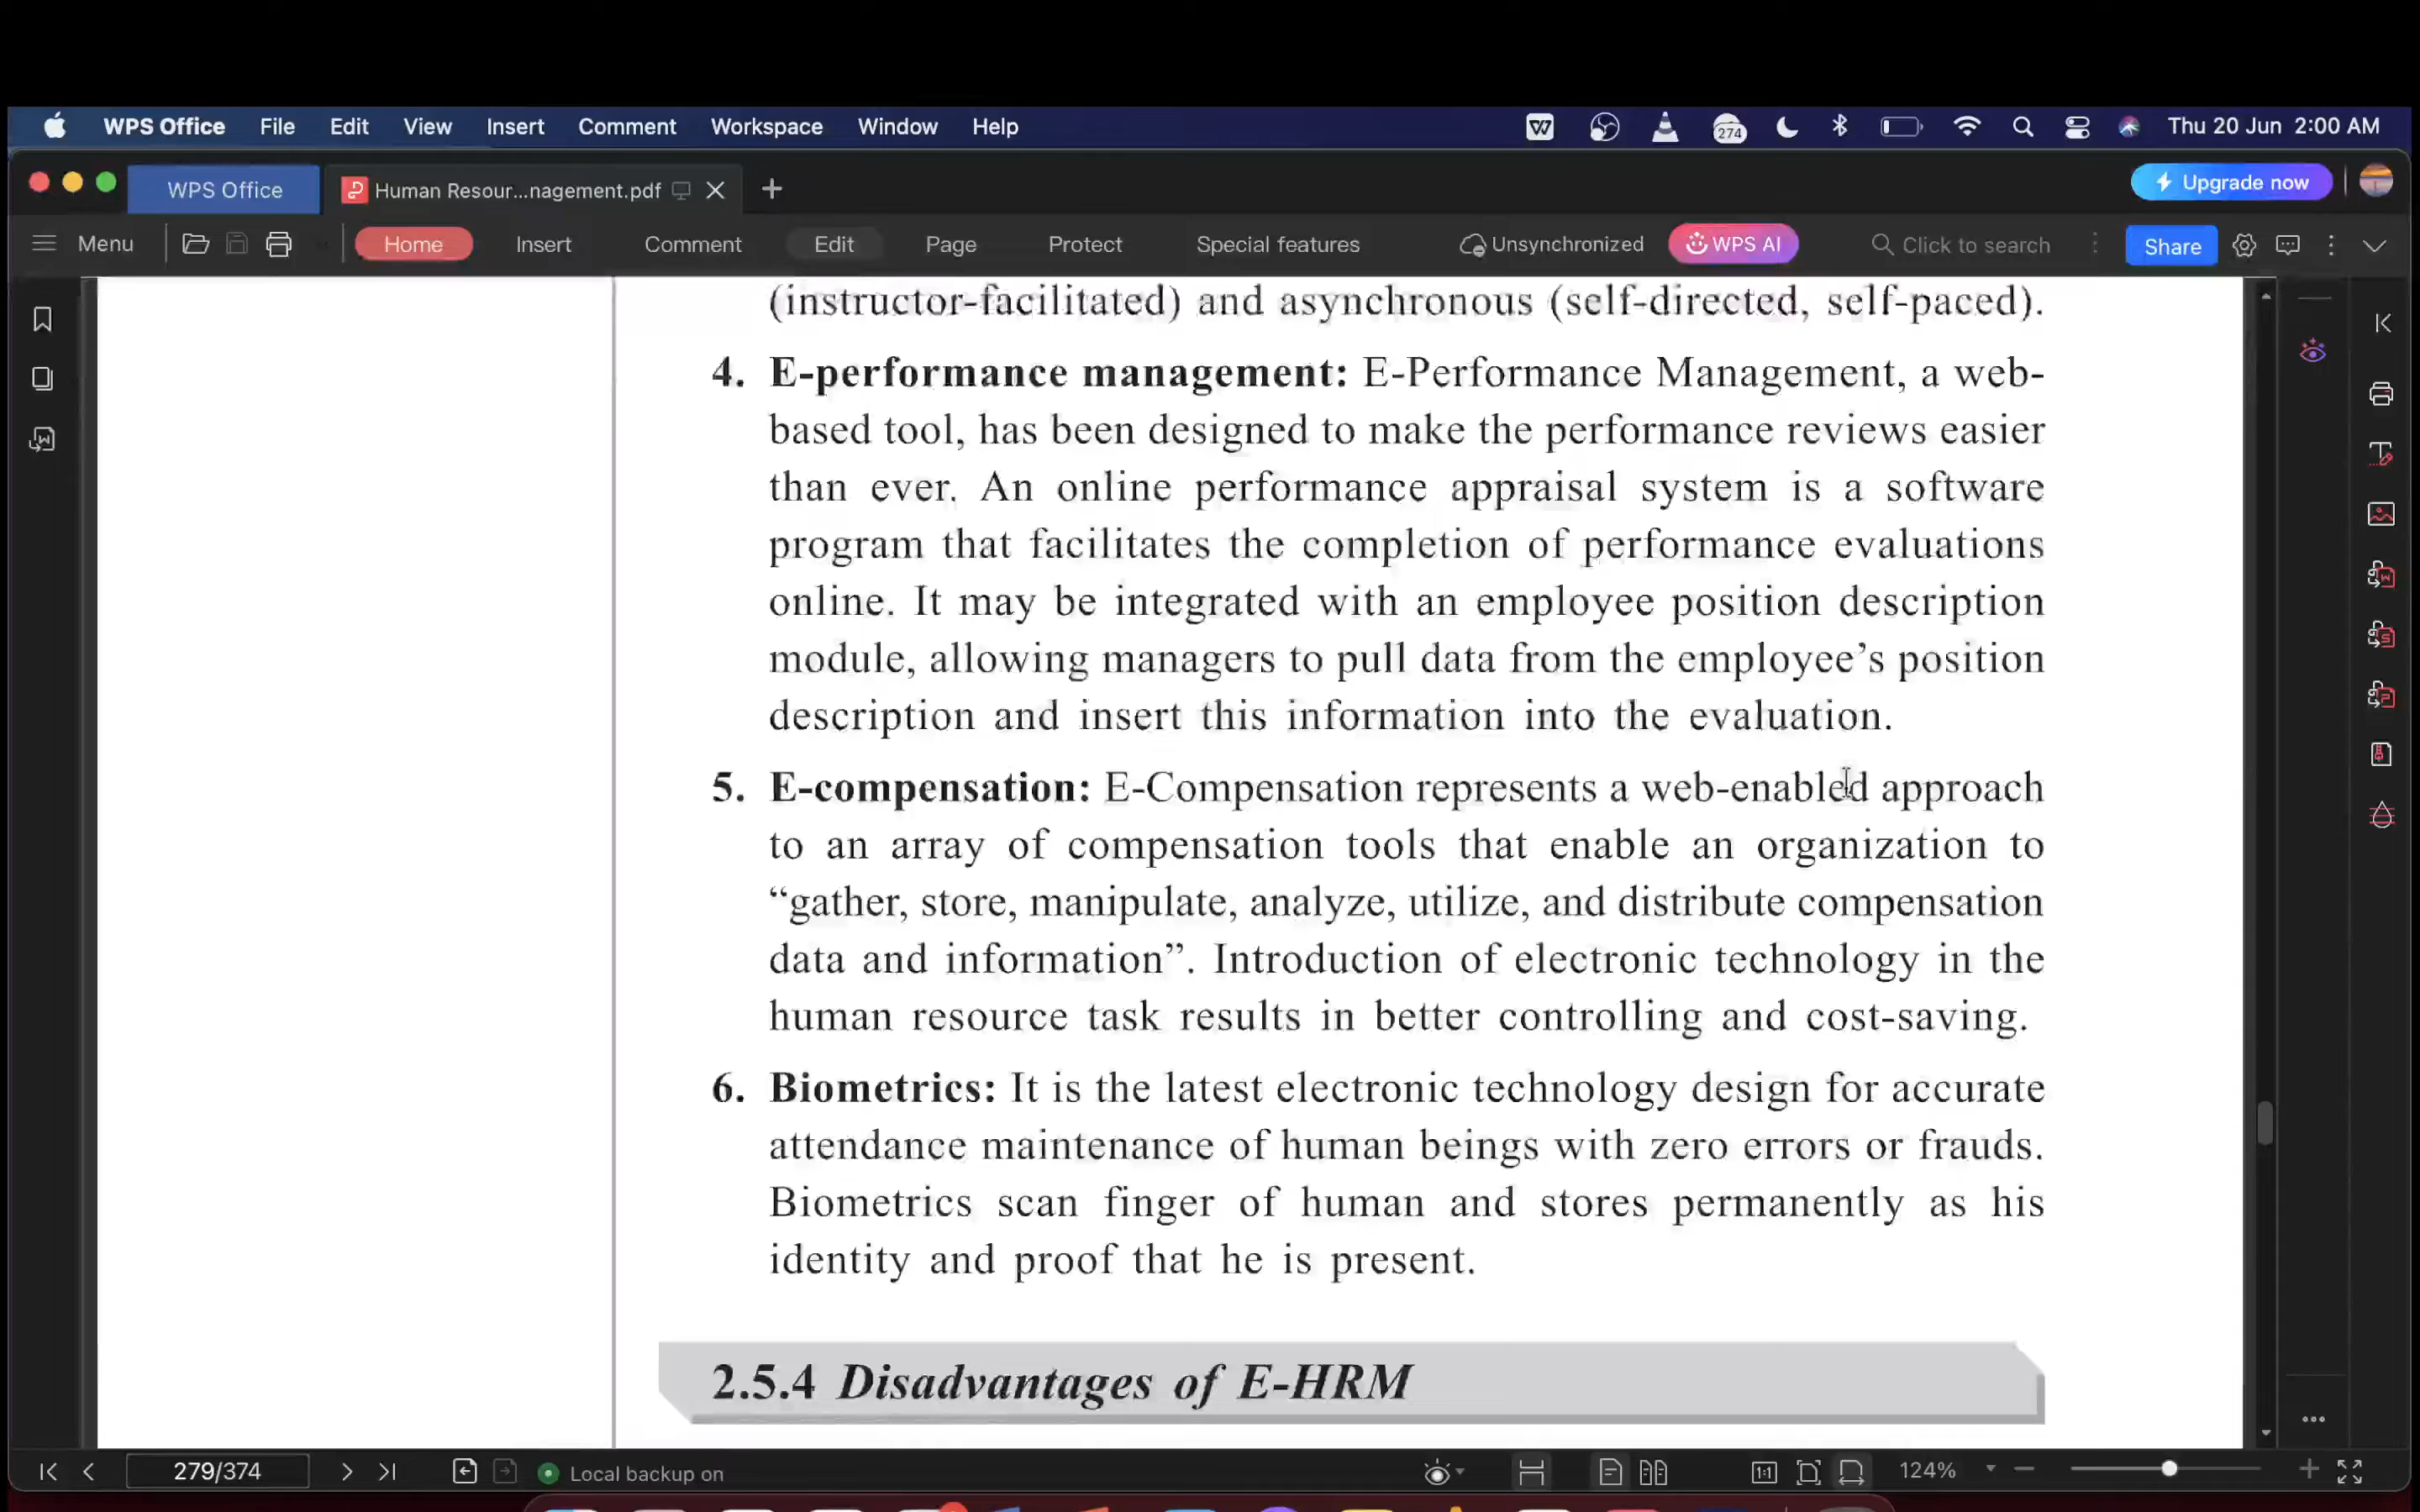 WPS Office File Edit View Insert Comment Workspace Window Help 274 Thu 20 Jun 2:00 AM
WPS Office Human Resour...nagement.pdf Upgrade now
Menu Home Insert Comment Edit Page Protect Special features Unsynchronized WPS AI Click to search Share
(instructor-facilitated) and asynchronous (self-directed, self-paced).
4. E-performance management: E-Performance Management, a web-
based tool, has been designed to make the performance reviews easier
than ever. An online performance appraisal system is a software
program that facilitates the completion of performance evaluations
online. It may be integrated with an employee position description
module, allowing managers to pull data from the employee's position
description and insert this information into the evaluation.
5. E-compensation: E-Compensation represents a web-enabled approach
to an array of compensation tools that enable an organization to
“gather, store, manipulate, analyze, utilize, and distribute compensation
data and information”. Introduction of electronic technology in the
human resource task results in better controlling and cost-saving.
6. Biometrics: It is the latest electronic technology design for accurate
attendance maintenance of human beings with zero errors or frauds.
Biometrics scan finger of human and stores permanently as his
identity and proof that he is present.
2.5.4 Disadvantages of E-HRM
279/374 Local backup on 1:1 124%